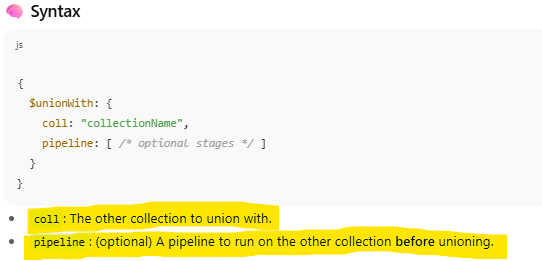 🧠 Syntax
js
{
  $unionWith: {
    coll: "collectionName",
    pipeline: [ /* optional stages */ ]
  }
}
• coll : The other collection to union with.
• pipeline : (optional) A pipeline to run on the other collection before unioning.